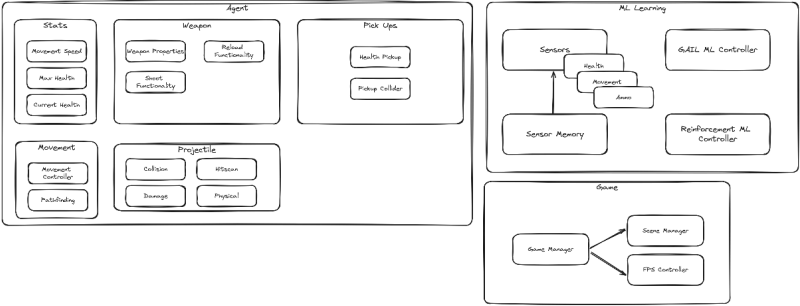 Agent
Stats
Movement Speed
Max Health
Current Health
Weapon
Weapon Properties
Reload
Functionality
Shoot
Functionality
Pick Ups
Health Pickup
Pickup Collider
Movement
Movement
Controller
Pathfinding
Projectile
Collision
Hitscan
Damage
Physical
ML Learning
Sensors
Health
Movement
Ammo
Sensor Memory
GAIL ML Controller
Reinforcement ML
Controller
Game
Game Manager
Scene Manager
FPS Controller